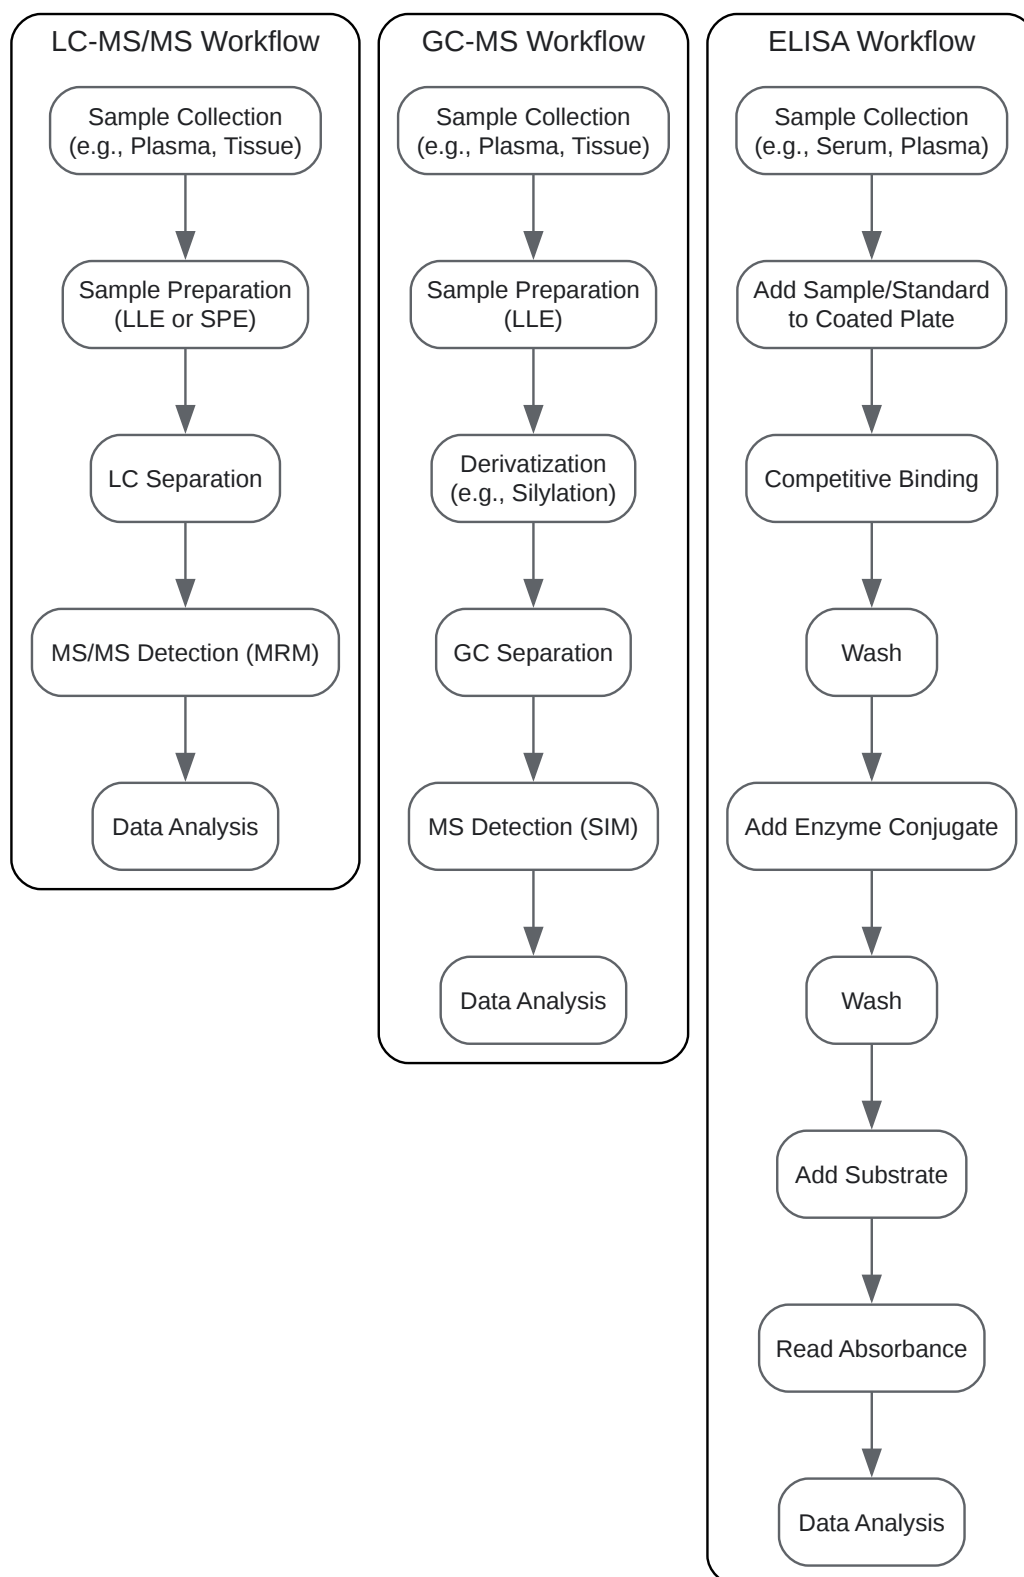 LC-MS/MS Workflow
Sample Collection
(e.g., Plasma, Tissue)
Sample Preparation
(LLE or SPE)
LC Separation
MS/MS Detection (MRM)
Data Analysis
GC-MS Workflow
Sample Collection
(e.g., Plasma, Tissue)
Sample Preparation
(LLE)
Derivatization
(e.g., Silylation)
GC Separation
MS Detection (SIM)
Data Analysis
ELISA Workflow
Sample Collection
(e.g., Serum, Plasma)
Add Sample/Standard
to Coated Plate
Competitive Binding
Wash
Add Enzyme Conjugate
Wash
Add Substrate
Read Absorbance
Data Analysis